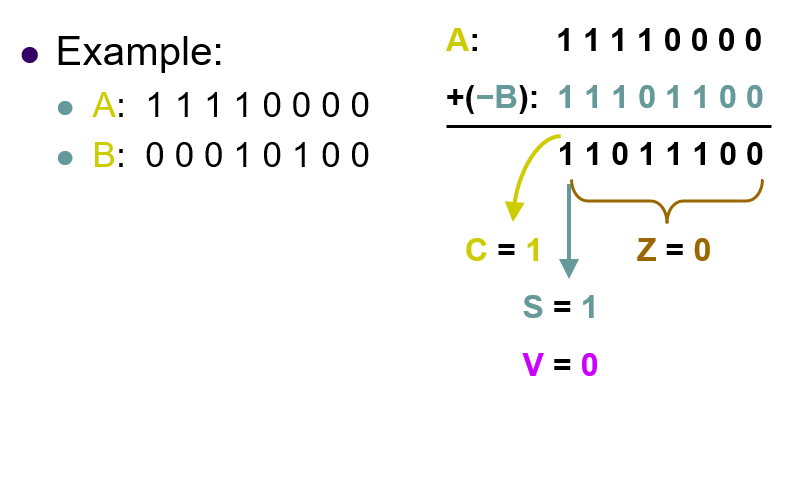 Example:
A: 1 1 1 1 0 0 0 0
B: 0 0 0 1 0 1 0 0
A: 1 1 1 1 0 0 0 0
+(−B): 1 1 1 0 1 1 0 0
1 1 0 1 1 1 0 0
C = 1
Z = 0
S = 1
V = 0